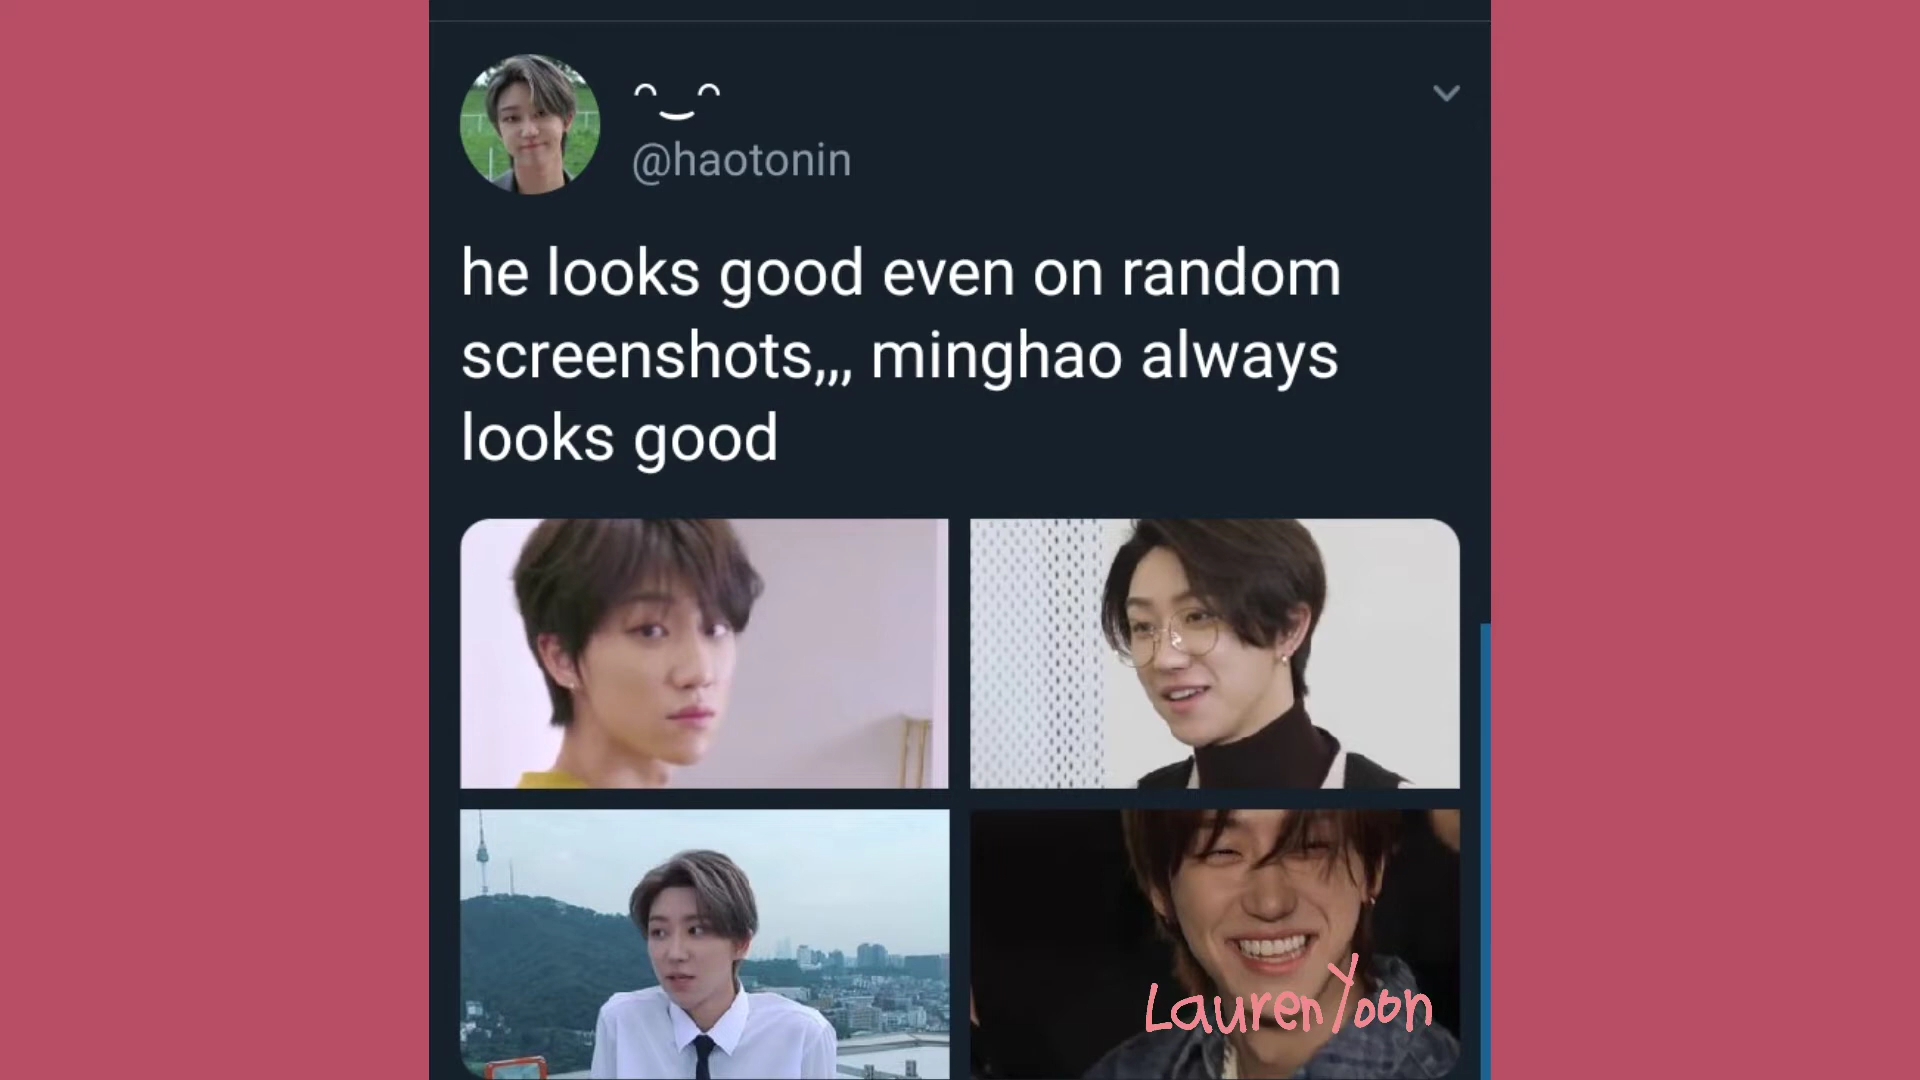 @haotonin
he looks good even on random
screenshots,,, minghao always
looks good
LaurenYoon